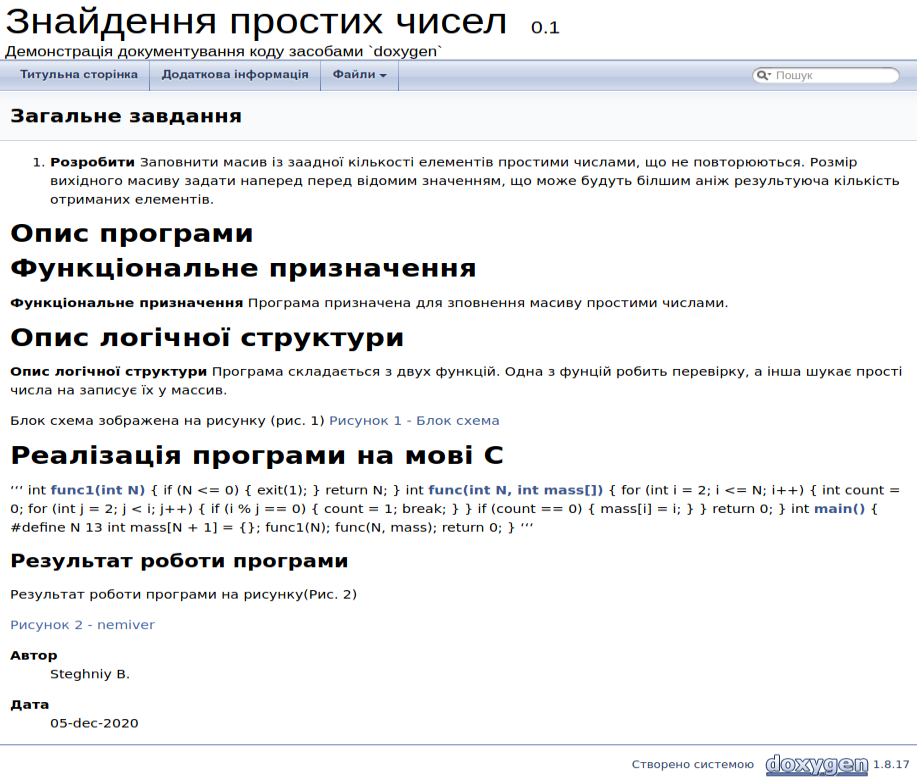 Знайдення простих чисел 0.1
Демонстрація документування коду засобами `doxygen`
Титульна сторінка Додаткова інформація Файли Пошук
Загальне завдання
1. Розробити Заповнити масив із заадної кількості елементів простими числами, що не повторюються. Розмір
вихідного масиву задати наперед перед відомим значенням, що може будуть білшим аніж результуюча кількість
отриманих елементів.
Опис програми
Функціональне призначення
Функціональне призначення Програма призначена для зповнення масиву простими числами.
Опис логічної структури
Опис логічної структури Програма складається з двух функцій. Одна з фунцій робить перевірку, а інша шукає прості
числа на записує їх у массив.
Блок схема зображена на рисунку (рис. 1) Рисунок 1 - Блок схема
Реалізація програми на мові С
‘‘‘ int func1(int N) { if (N <= 0) { exit(1); } return N; } int func(int N, int mass[]) { for (int i = 2; i <= N; i++) { int count =
0; for (int j = 2; j < i; j++) { if (i % j == 0) { count = 1; break; } } if (count == 0) { mass[i] = i; } } return 0; } int main() {
#define N 13 int mass[N + 1] = {}; func1(N); func(N, mass); return 0; } ‘‘‘
Результат роботи програми
Результат роботи програми на рисунку(Рис. 2)
Рисунок 2 - nemiver
Автор
Steghniy B.
Дата
05-dec-2020
Створено системою doxygen 1.8.17